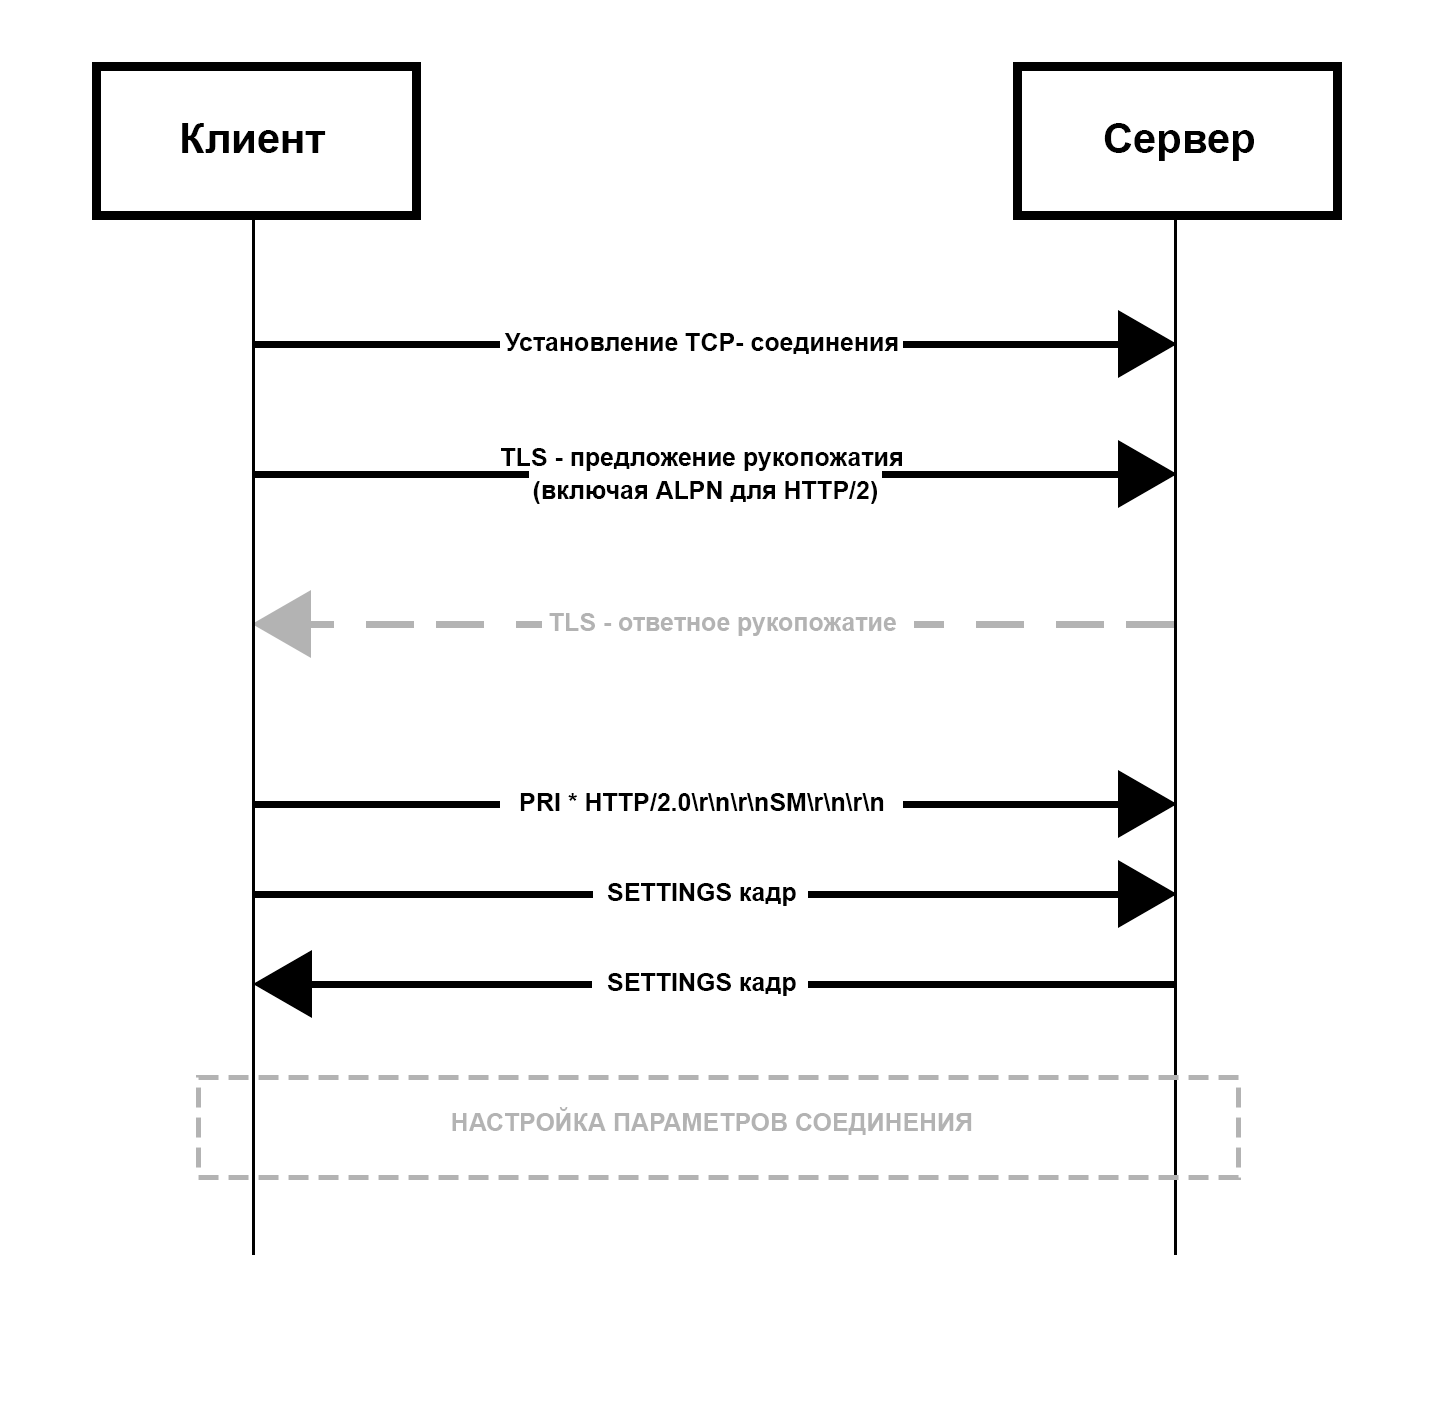 Клиент
Сервер
Установление TCP- соединения
TLS - предложение рукопожатия
(включая ALPN для HTTP/2)
TLS - ответное рукопожатие
PRI * HTTP/2.0\r\n\r\nSM\r\n\r\n
SETTINGS кадр
SETTINGS кадр
НАСТРОЙКА ПАРАМЕТРОВ СОЕДИНЕНИЯ